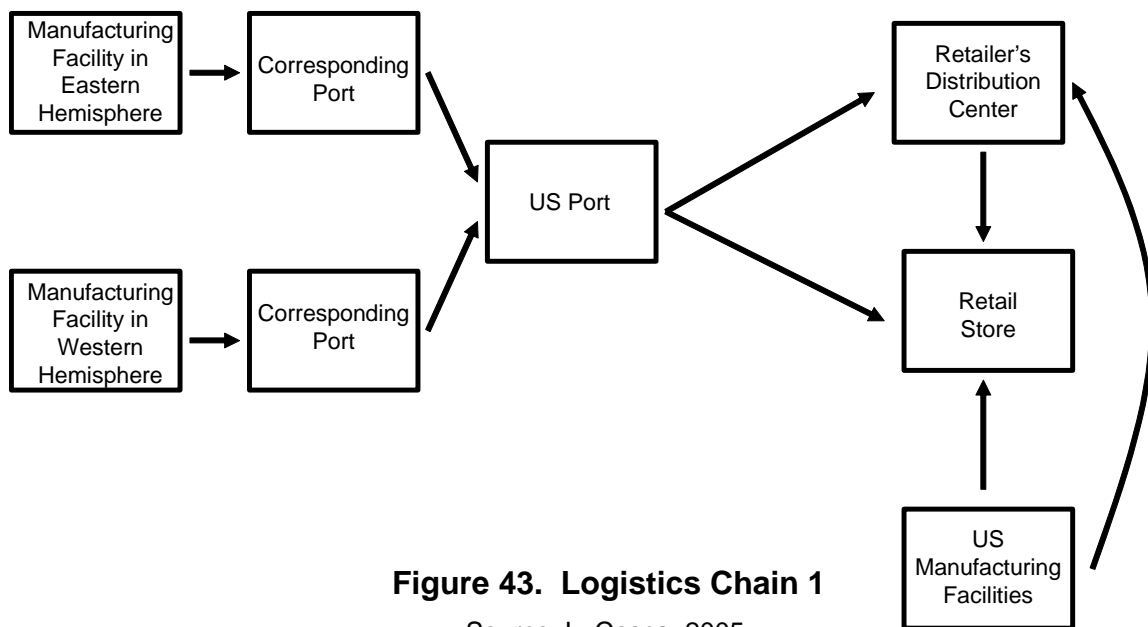 Manufacturing
Facility in
Eastern
Hemisphere
Corresponding
Port
Retailer's
Distribution
Center
US Port
Manufacturing
Facility in
Western
Hemisphere
Corresponding
Port
Retail
Store
US
Manufacturing
Facilities
Figure 43. Logistics Chain 1